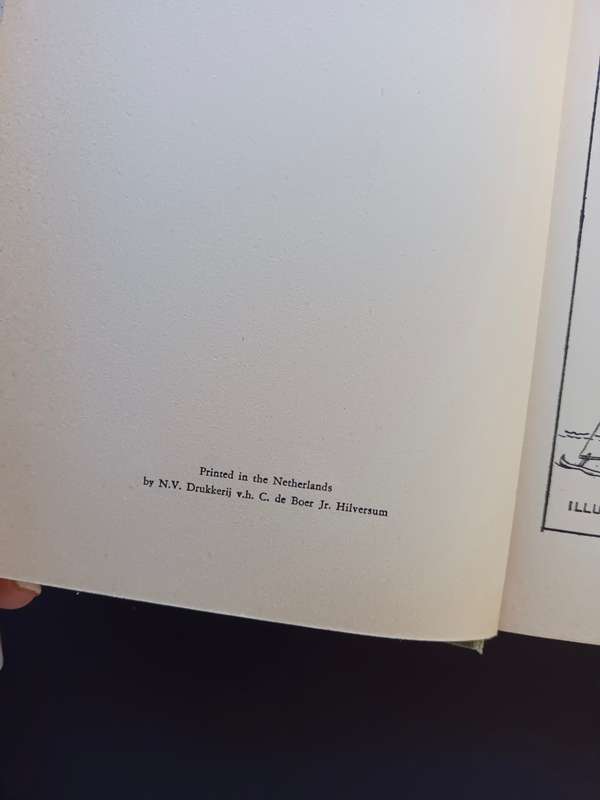 Printed in the Netherlands
by N.V. Drukkerij v.h. C. de Boer Jr. Hilversum
ILLU